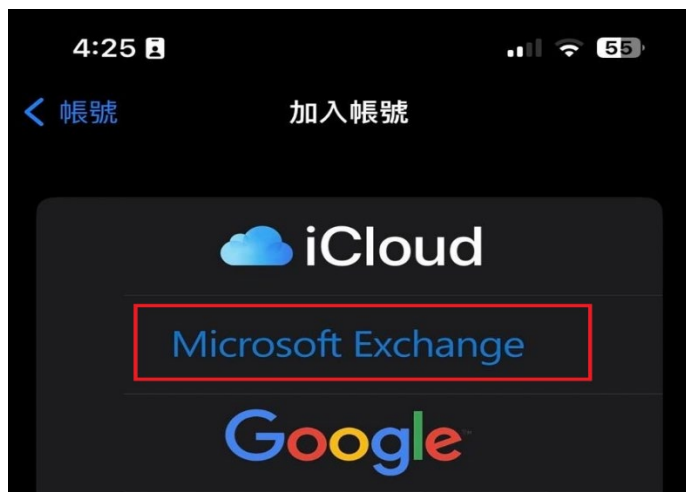 4:25 55
帳號 加入帳號
iCloud
Microsoft Exchange
Google